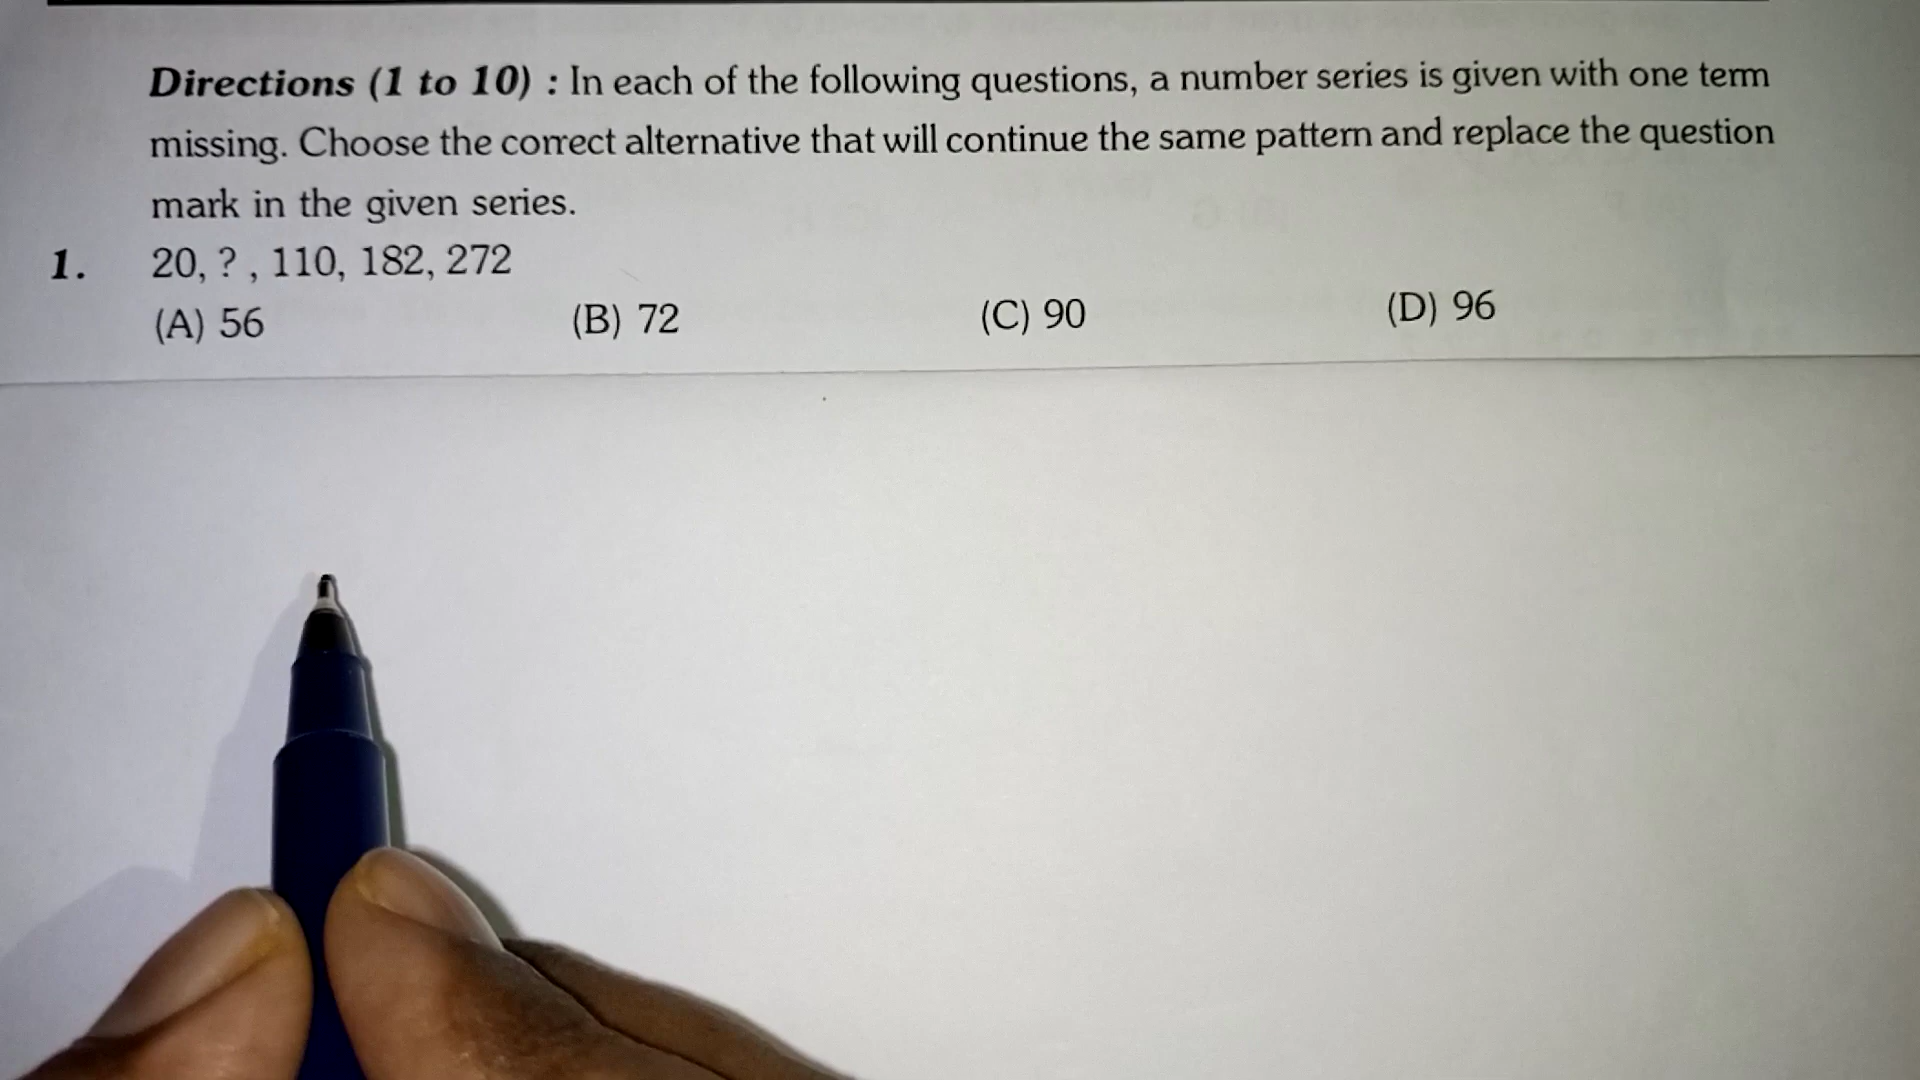 Directions (1 to 10) : In each of the following questions, a number series is given with one term
missing. Choose the correct alternative that will continue the same pattern and replace the question
mark in the given series.
1. 20, ? , 110, 182, 272
(A) 56 (B) 72 (C) 90 (D) 96